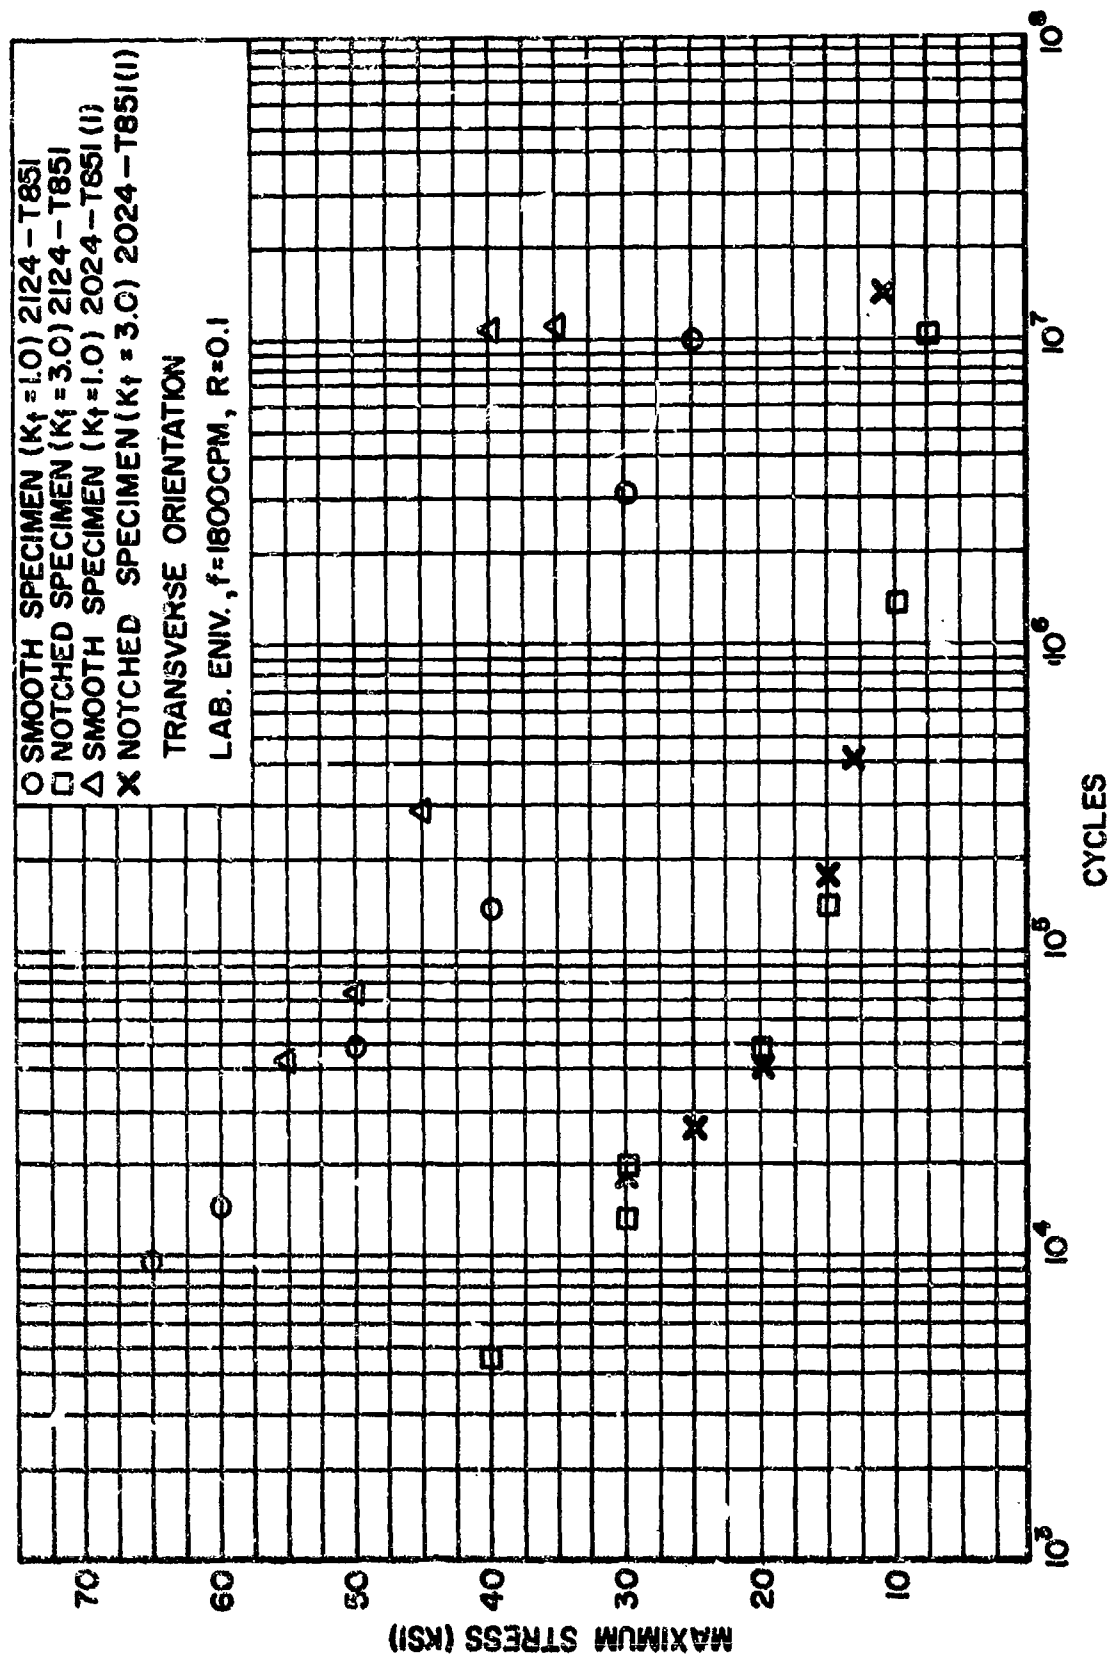 ○ SMOOTH SPECIMEN (Kt = 1.0) 2124-T851
□ NOTCHED SPECIMEN (Kt = 3.0) 2124-T851
△ SMOOTH SPECIMEN (Kt = 1.0) 2024-T851 (1)
X NOTCHED SPECIMEN (Kt = 3.0) 2024-T851 (1)
TRANSVERSE ORIENTATION
LAB. ENIV., f=1800CPM, R=0.1
MAXIMUM STRESS (KSI)
70
60
50
40
30
20
10
10³
10⁴
10⁵
10⁶
10⁷
10⁸
CYCLES